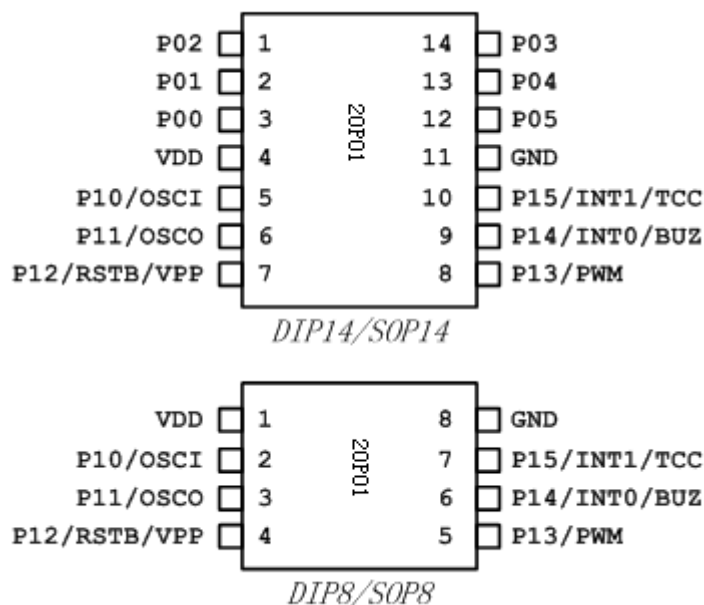 P02 1 14 P03
P01 2 13 P04
P00 3 12 P05
VDD 4 11 GND
P10/OSCI 5 10 P15/INT1/TCC
P11/OSCO 6 9 P14/INT0/BUZ
P12/RSTB/VPP 7 8 P13/PWM
20P01
DIP14/SOP14
VDD 1 8 GND
P10/OSCI 2 7 P15/INT1/TCC
P11/OSCO 3 6 P14/INT0/BUZ
P12/RSTB/VPP 4 5 P13/PWM
20P01
DIP8/SOP8